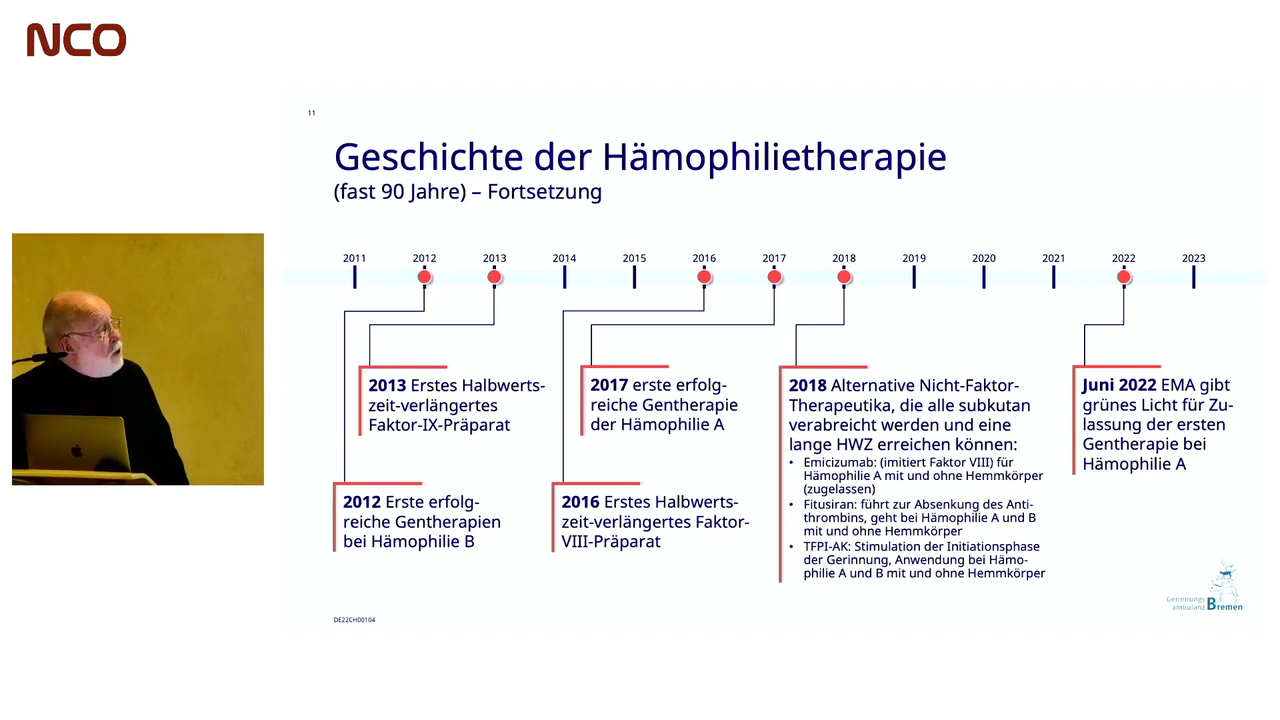 NCO
11
Geschichte der Hämophilietherapie
(fast 90 Jahre) – Fortsetzung
2011 2012 2013 2014 2015 2016 2017 2018 2019 2020 2021 2022 2023
2013 Erstes Halbwerts-
zeit-verlängertes
Faktor-IX-Präparat
2012 Erste erfolg-
reiche Gentherapien
bei Hämophilie B
2017 erste erfolg-
reiche Gentherapie
der Hämophilie A
2016 Erstes Halbwerts-
zeit-verlängertes Faktor-
VIII-Präparat
2018 Alternative Nicht-Faktor-
Therapeutika, die alle subkutan
verabreicht werden und eine
lange HWZ erreichen können:
• Emicizumab: (imitiert Faktor VIII) für
Hämophilie A mit und ohne Hemmkörper
(zugelassen)
• Fitusiran: führt zur Absenkung des Anti-
thrombins, geht bei Hämophilie A und B
mit und ohne Hemmkörper
• TFPI-AK: Stimulation der Initiationsphase
der Gerinnung, Anwendung bei Hämo-
philie A und B mit und ohne Hemmkörper
Juni 2022 EMA gibt
grünes Licht für Zu-
lassung der ersten
Gentherapie bei
Hämophilie A
Gerinnungs
ambulanz Bremen
DE22CH00104